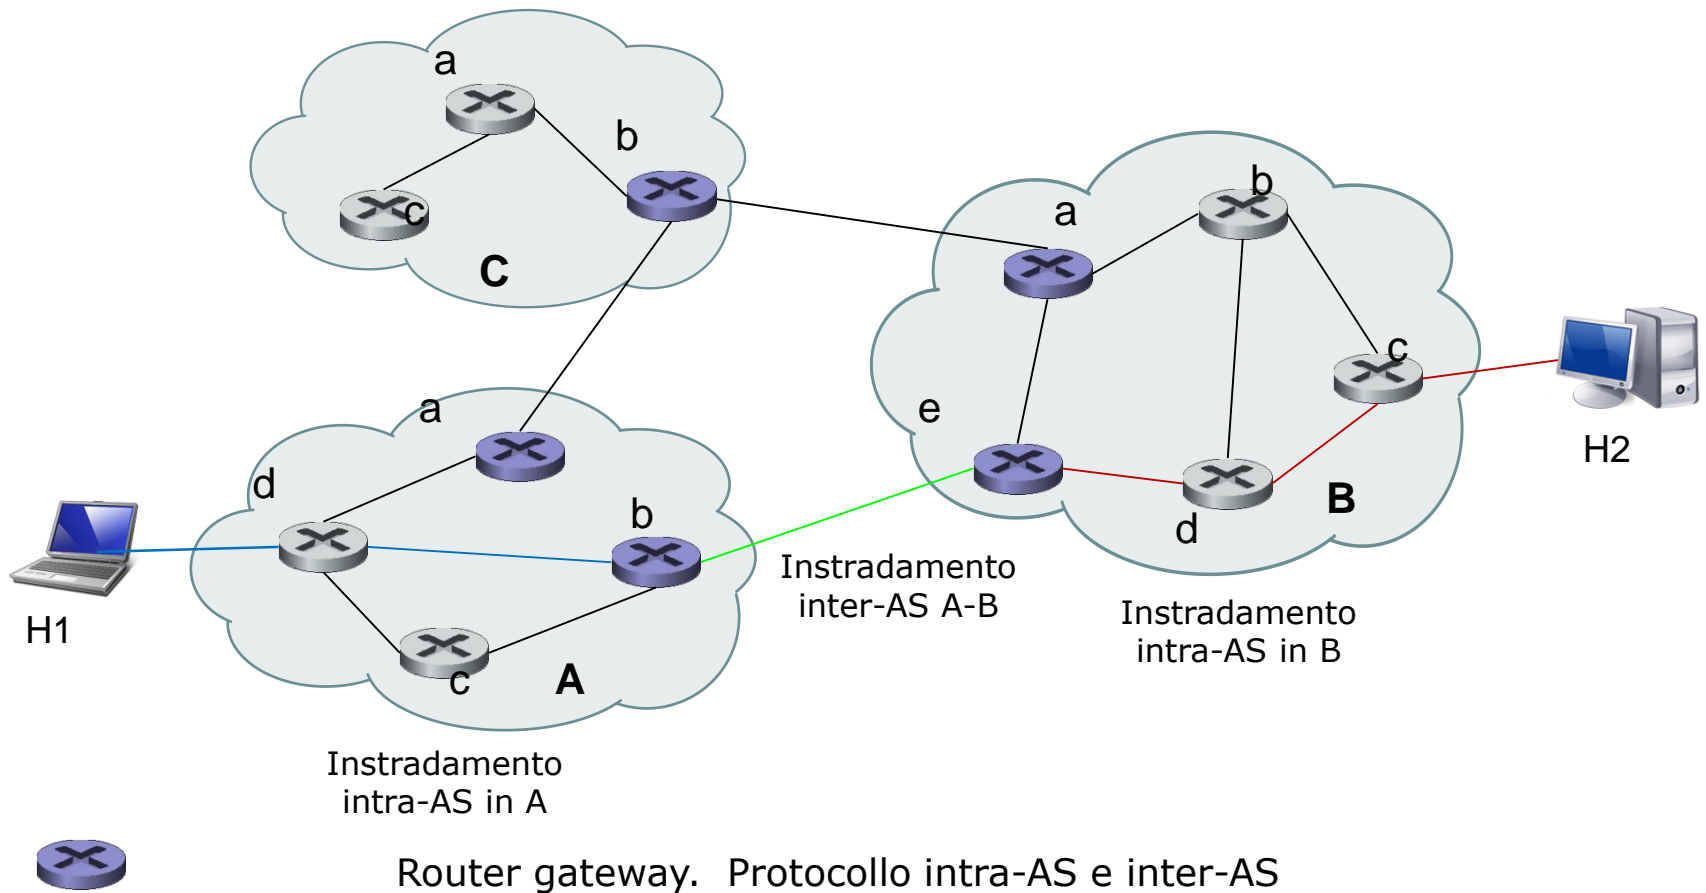 a
b
c
C
a
b
c
e
d
B
H2
a
d
b
c
A
H1
Instradamento
inter-AS A-B
Instradamento
intra-AS in B
Instradamento
intra-AS in A
Router gateway. Protocollo intra-AS e inter-AS